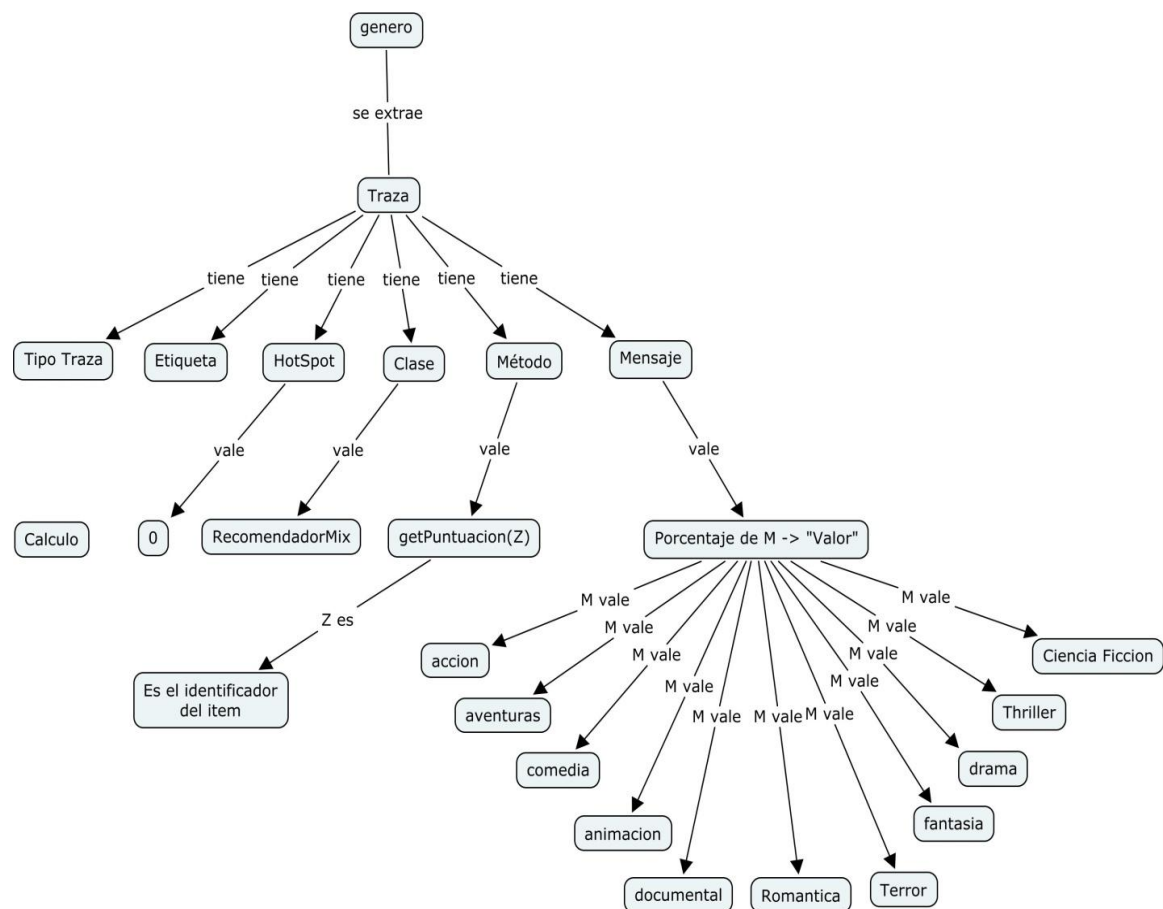 genero
se extrae
Traza
tiene
tiene
tiene
tiene
tiene
tiene
Tipo Traza
Etiqueta
HotSpot
Clase
Método
Mensaje
vale
vale
vale
vale
Calculo
0
RecomendadorMix
getPuntuacion(Z)
Porcentaje de M -> "Valor"
Z es
Es el identificador
del item
M vale
M vale
M vale
M vale
M vale
M vale
M vale
M vale
M vale
M vale
M vale
accion
aventuras
comedia
animacion
documental
Romantica
Terror
fantasia
drama
Thriller
Ciencia Ficcion